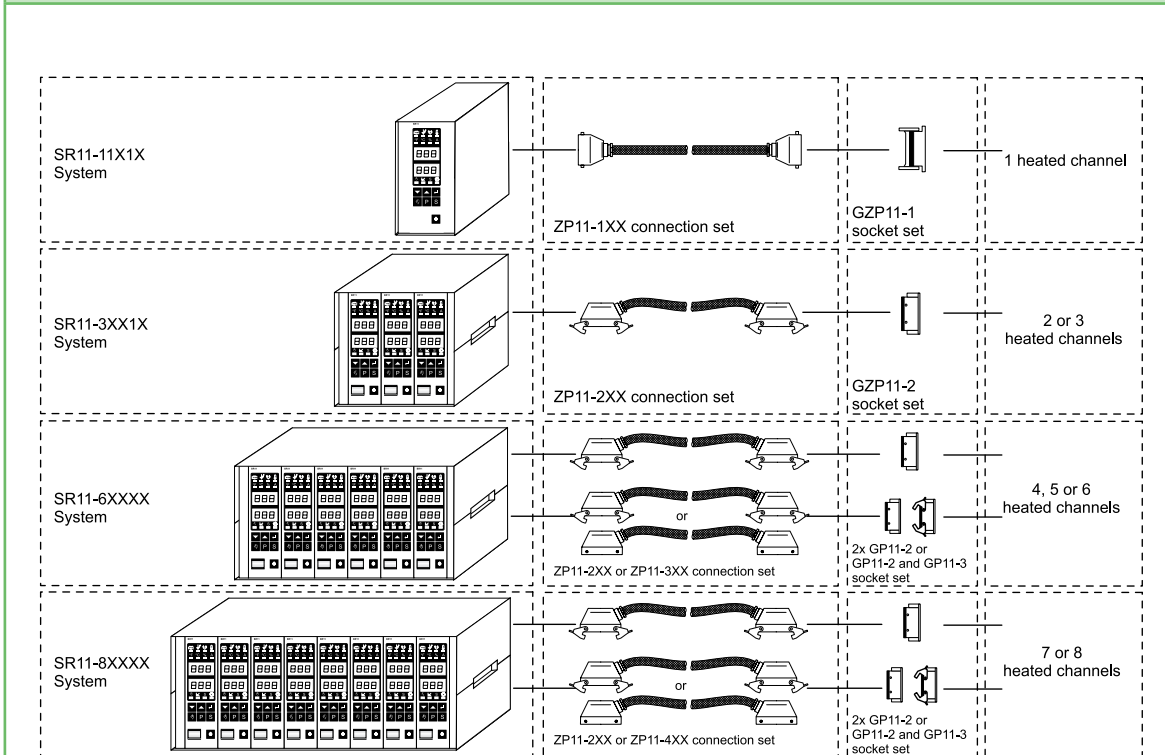 SR11-11X1X
System
ZP11-1XX connection set
GZP11-1
socket set
1 heated channel
SR11-3XX1X
System
ZP11-2XX connection set
GZP11-2
socket set
2 or 3
heated channels
SR11-6XXXX
System
or
ZP11-2XX or ZP11-3XX connection set
2x GP11-2 or
GP11-2 and GP11-3
socket set
4, 5 or 6
heated channels
SR11-8XXXX
System
or
ZP11-2XX or ZP11-4XX connection set
2x GP11-2 or
GP11-2 and GP11-3
socket set
7 or 8
heated channels